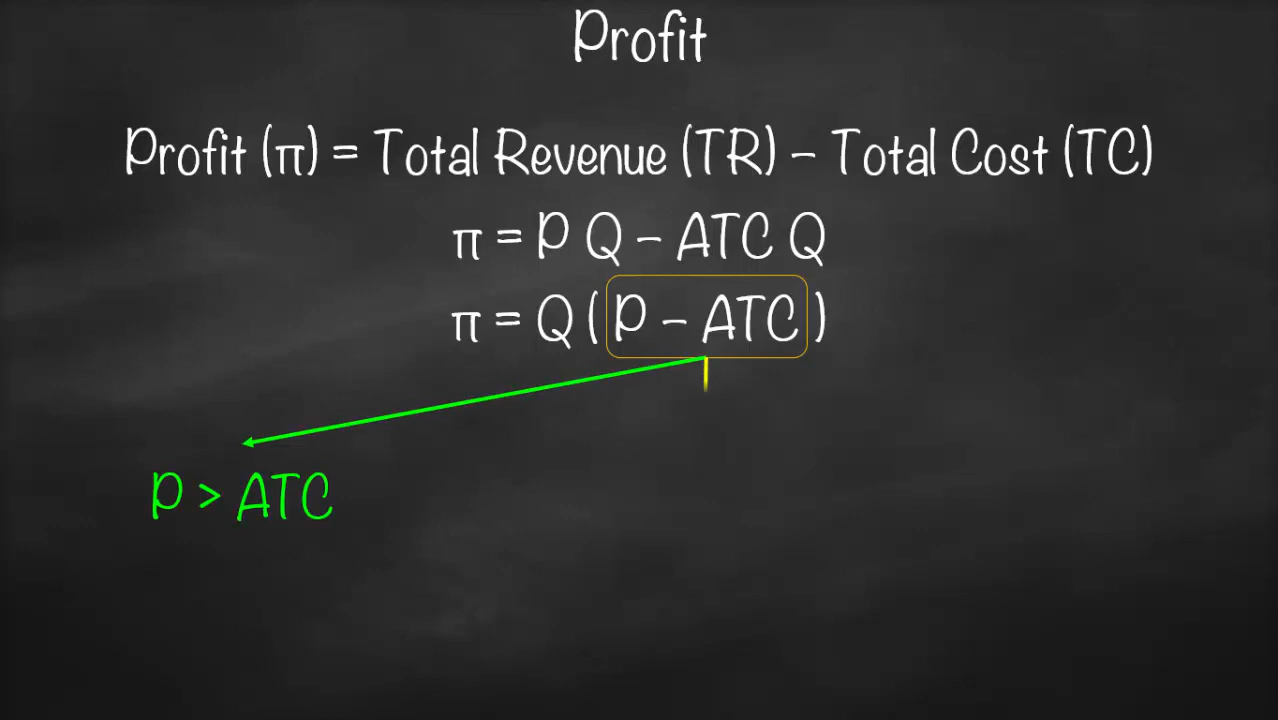 Profit
Profit (π) = Total Revenue (TR) – Total Cost (TC)
π = P Q – ATC Q
π = Q ( P – ATC )
P > ATC